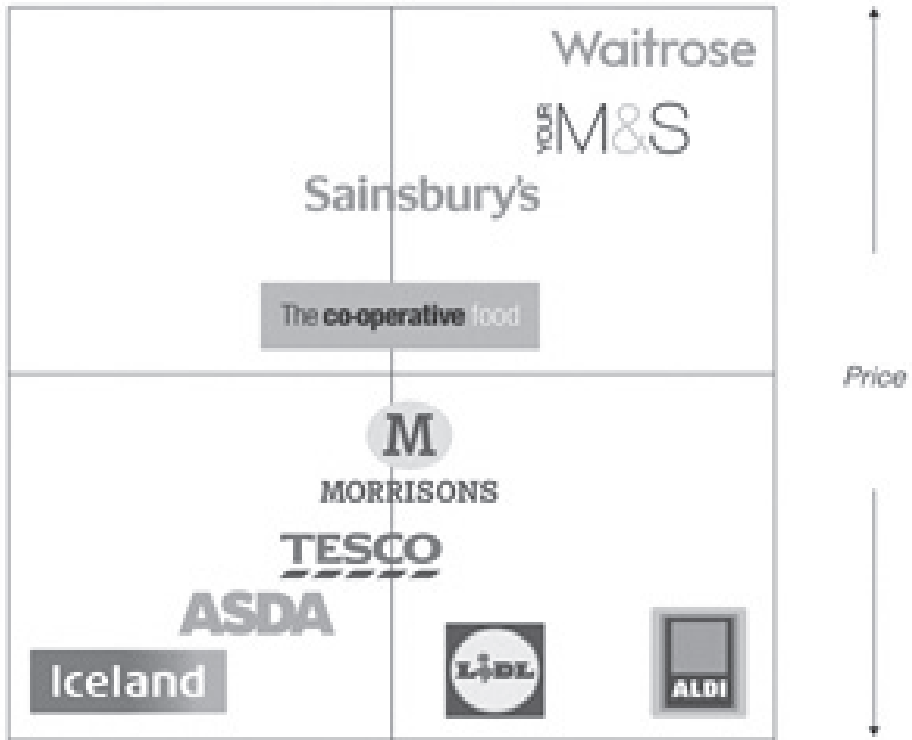 Waitrose
YOUR M&S
Sainsbury's
The co-operative food
Price
M
MORRISONS
TESCO
ASDA
Iceland
LiDL
ALDI